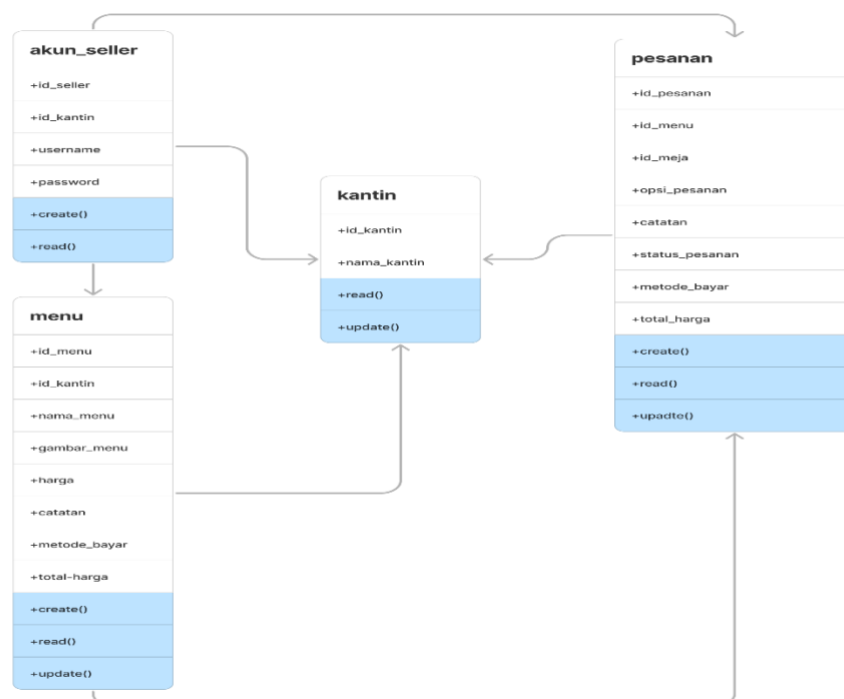 akun_seller
+id_seller
+id_kantin
+username
+password
+create()
+read()
menu
+id_menu
+id_kantin
+nama_menu
+gambar_menu
+harga
+catatan
+metode_bayar
+total-harga
+create()
+read()
+update()
kantin
+id_kantin
+nama_kantin
+read()
+update()
pesanan
+id_pesanan
+id_menu
+id_meja
+opsi_pesanan
+catatan
+status_pesanan
+metode_bayar
+total_harga
+create()
+read()
+upadte()